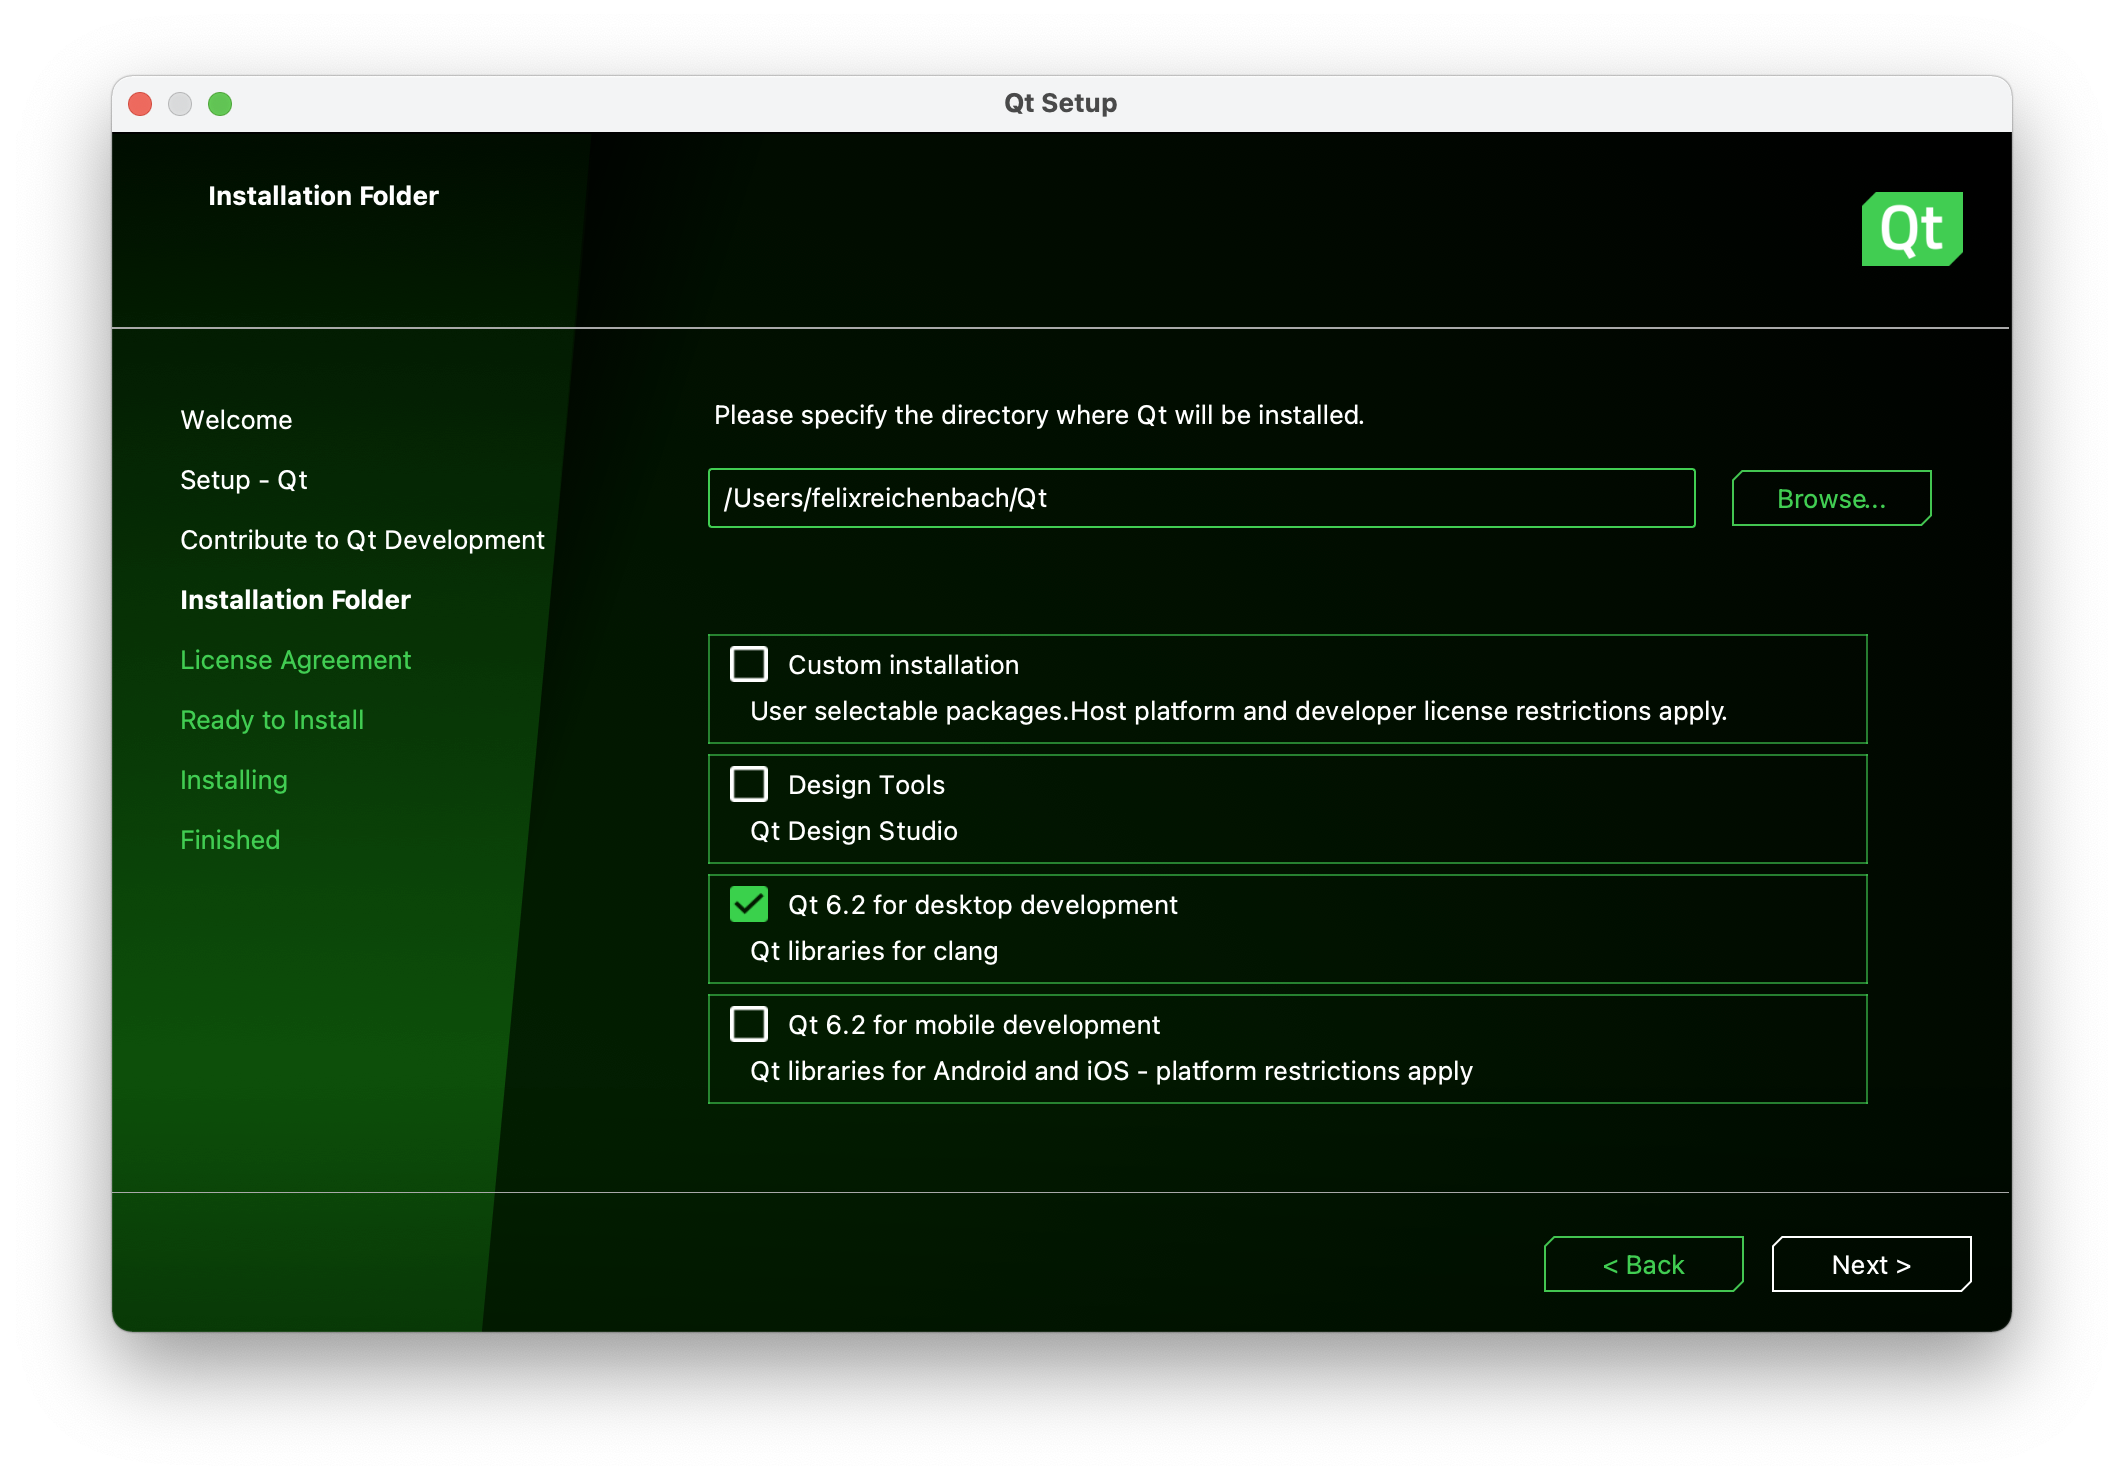 Qt Setup
Installation Folder
Qt
Welcome
Setup - Qt
Contribute to Qt Development
Installation Folder
License Agreement
Ready to Install
Installing
Finished
Please specify the directory where Qt will be installed.
/Users/felixreichenbach/Qt
Browse...
Custom installation
User selectable packages.Host platform and developer license restrictions apply.
Design Tools
Qt Design Studio
Qt 6.2 for desktop development
Qt libraries for clang
Qt 6.2 for mobile development
Qt libraries for Android and iOS - platform restrictions apply
< Back
Next >